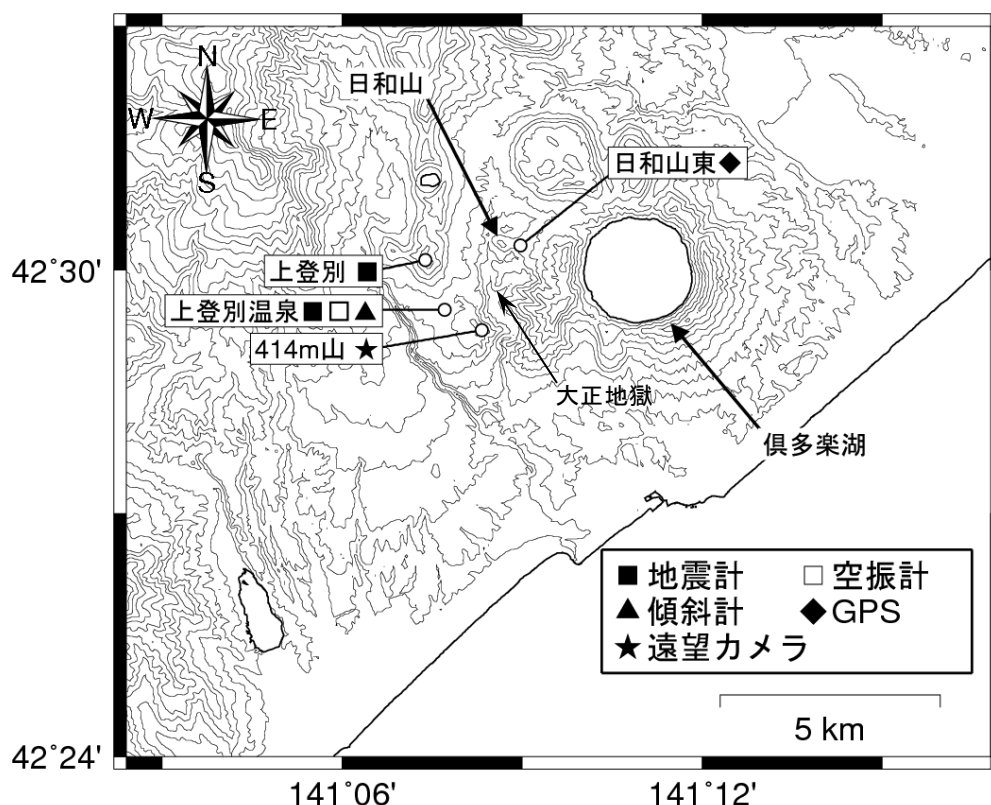 N
W E
S
日和山
日和山東◆
42˚30'
上登別 ■
上登別温泉■□▲
414m山 ★
大正地獄
倶多楽湖
■地震計 □空振計
▲傾斜計 ◆GPS
★遠望カメラ
5 km
42˚24'
141˚06' 141˚12'